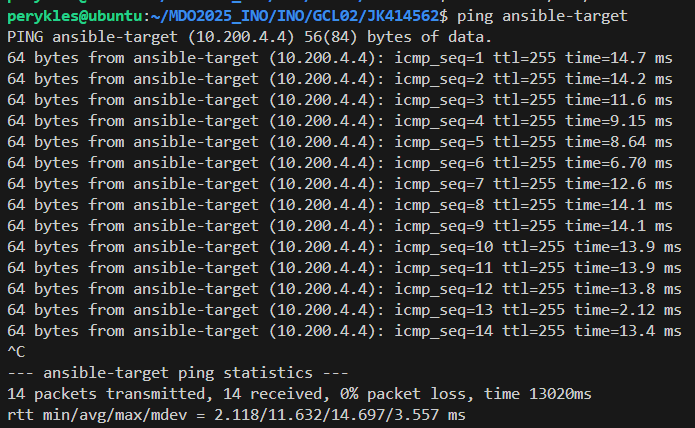 perykles@ubuntu:~/MDO2025_INO/INO/GCL02/JK414562$ ping ansible-target
PING ansible-target (10.200.4.4) 56(84) bytes of data.
64 bytes from ansible-target (10.200.4.4): icmp_seq=1 ttl=255 time=14.7 ms
64 bytes from ansible-target (10.200.4.4): icmp_seq=2 ttl=255 time=14.2 ms
64 bytes from ansible-target (10.200.4.4): icmp_seq=3 ttl=255 time=11.6 ms
64 bytes from ansible-target (10.200.4.4): icmp_seq=4 ttl=255 time=9.15 ms
64 bytes from ansible-target (10.200.4.4): icmp_seq=5 ttl=255 time=8.64 ms
64 bytes from ansible-target (10.200.4.4): icmp_seq=6 ttl=255 time=6.70 ms
64 bytes from ansible-target (10.200.4.4): icmp_seq=7 ttl=255 time=12.6 ms
64 bytes from ansible-target (10.200.4.4): icmp_seq=8 ttl=255 time=14.1 ms
64 bytes from ansible-target (10.200.4.4): icmp_seq=9 ttl=255 time=14.1 ms
64 bytes from ansible-target (10.200.4.4): icmp_seq=10 ttl=255 time=13.9 ms
64 bytes from ansible-target (10.200.4.4): icmp_seq=11 ttl=255 time=13.9 ms
64 bytes from ansible-target (10.200.4.4): icmp_seq=12 ttl=255 time=13.8 ms
64 bytes from ansible-target (10.200.4.4): icmp_seq=13 ttl=255 time=2.12 ms
64 bytes from ansible-target (10.200.4.4): icmp_seq=14 ttl=255 time=13.4 ms
^C
--- ansible-target ping statistics ---
14 packets transmitted, 14 received, 0% packet loss, time 13020ms
rtt min/avg/max/mdev = 2.118/11.632/14.697/3.557 ms